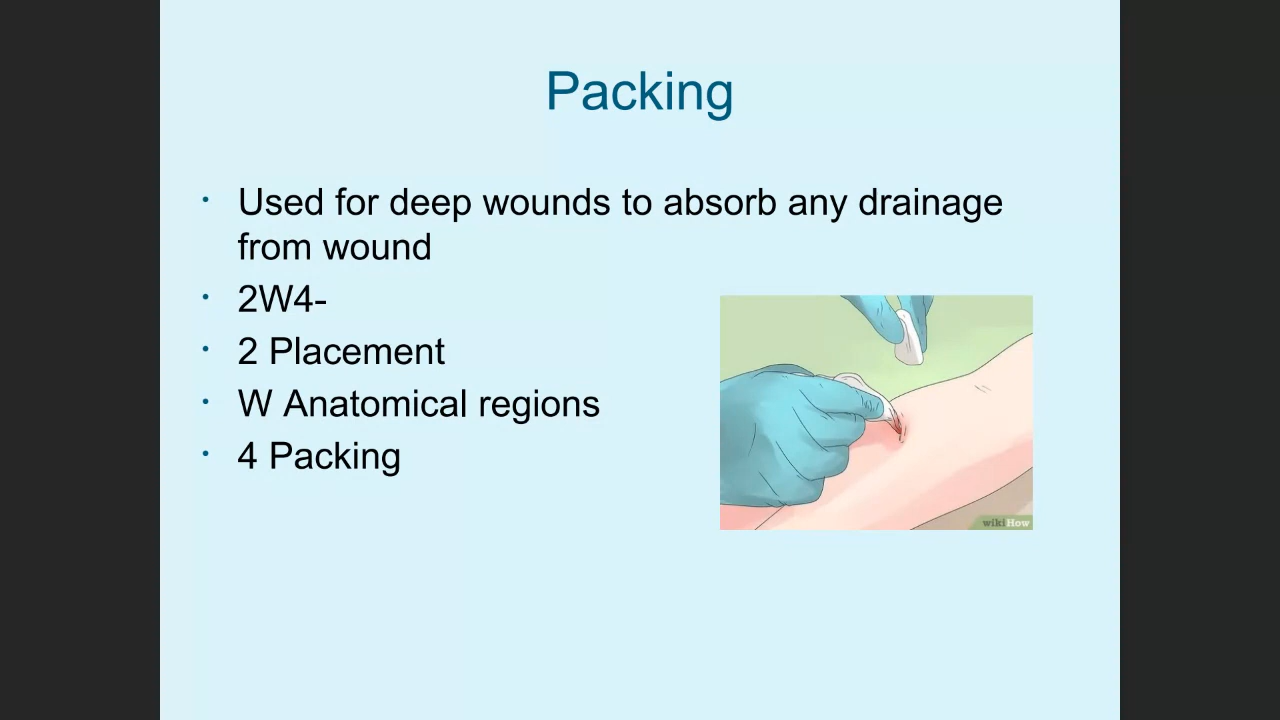 Packing
• Used for deep wounds to absorb any drainage
from wound
• 2W4-
• 2 Placement
• W Anatomical regions
• 4 Packing
wikiHow